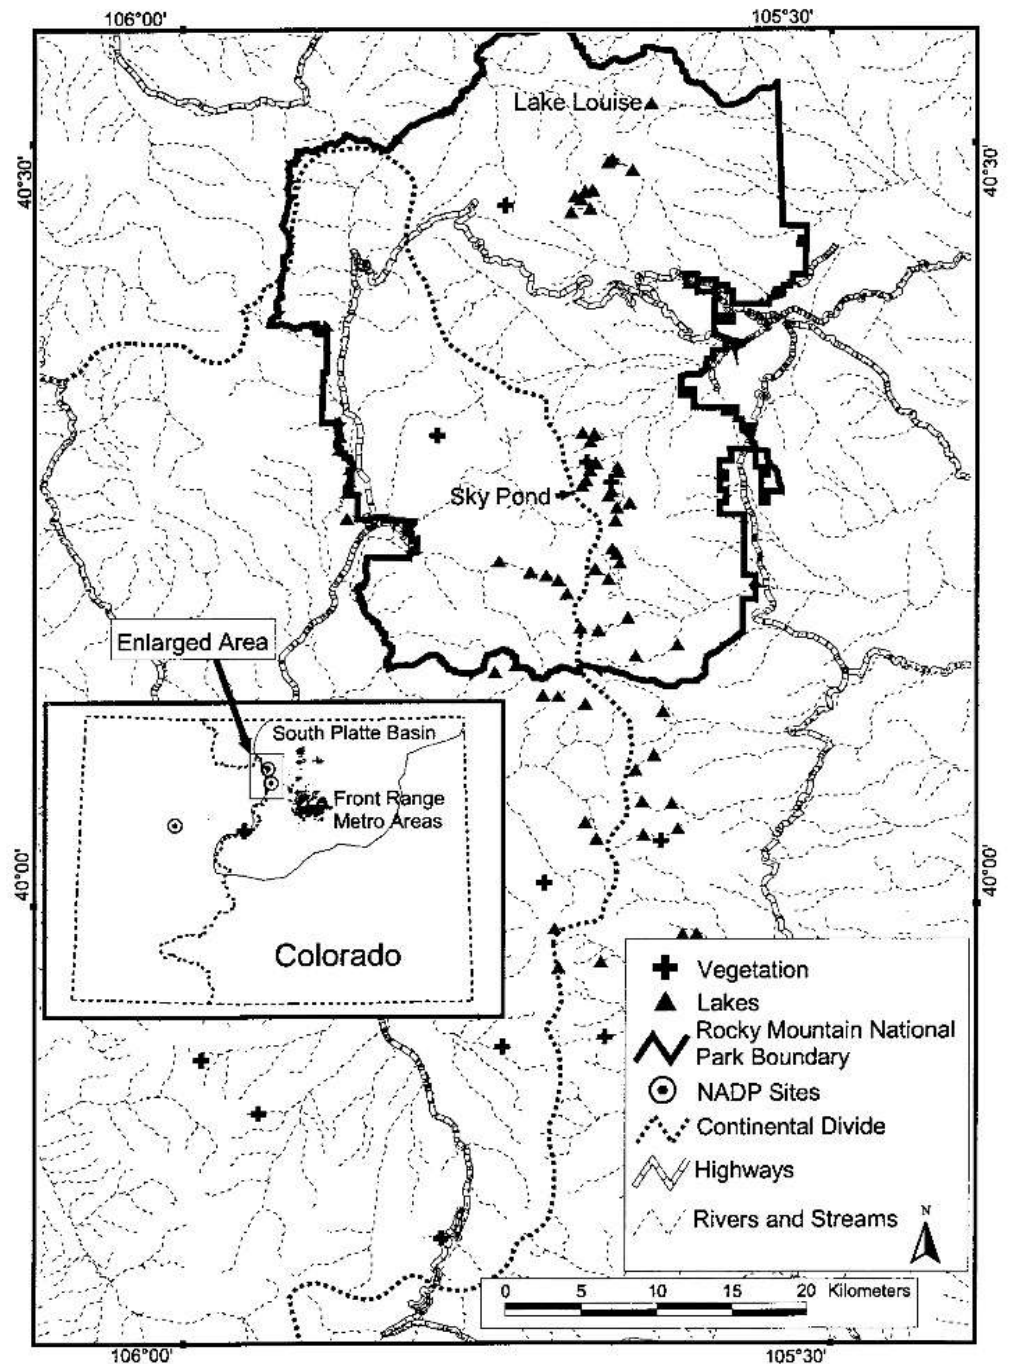 106°00'
105°30'
Lake Louise
40°30'
40°30'
Sky Pond
Enlarged Area
South Platte Basin
Front Range
Metro Areas
Colorado
40°00'
40°00'
Vegetation
Lakes
Rocky Mountain National
Park Boundary
NADP Sites
Continental Divide
Highways
Rivers and Streams
N
0 5 10 15 20 Kilometers
106°00'
105°30'